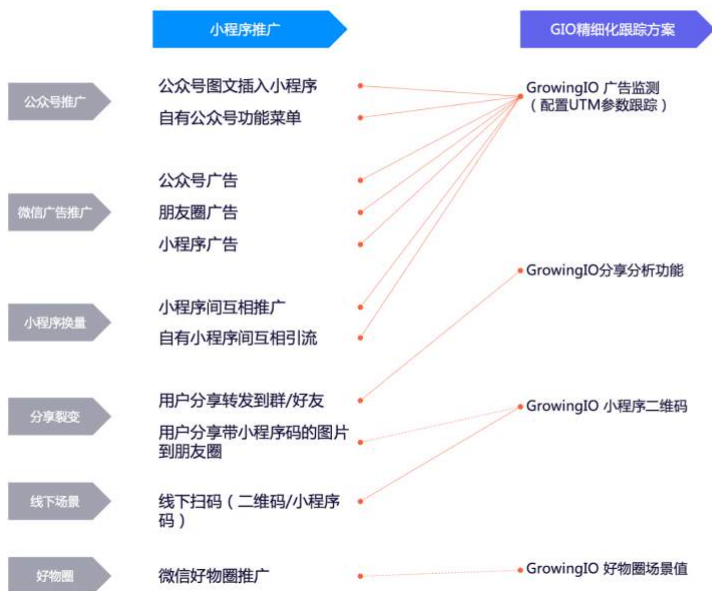 小程序推广
GIO精细化跟踪方案
公众号推广
公众号图文插入小程序
自有公众号功能菜单
GrowingIO 广告监测
（配置UTM参数跟踪）
微信广告推广
公众号广告
朋友圈广告
小程序广告
GrowingIO分享分析功能
小程序换量
小程序间互相推广
自有小程序间互相引流
分享裂变
用户分享转发到群/好友
用户分享带小程序码的图片
到朋友圈
GrowingIO 小程序二维码
线下场景
线下扫码（二维码/小程序
码）
好物圈
微信好物圈推广
GrowingIO 好物圈场景值